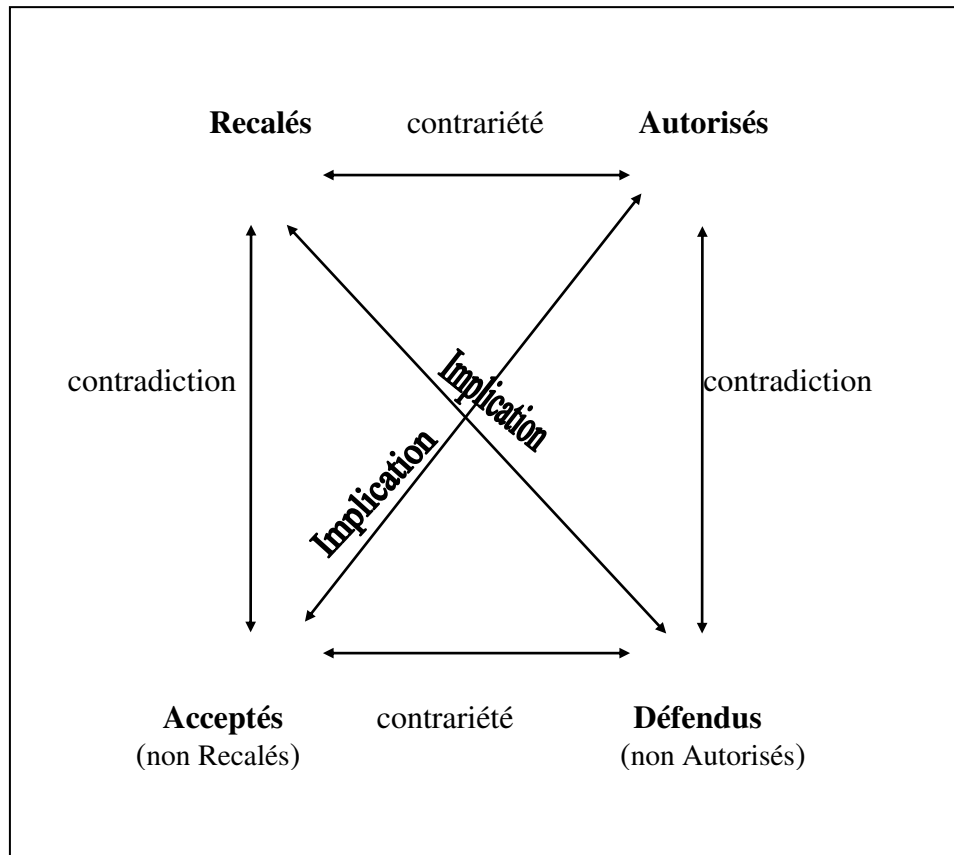 Recalés contrariété Autorisés
contradiction Implication contradiction
Implication
Acceptés contrariété Défendus
(non Recalés) (non Autorisés)